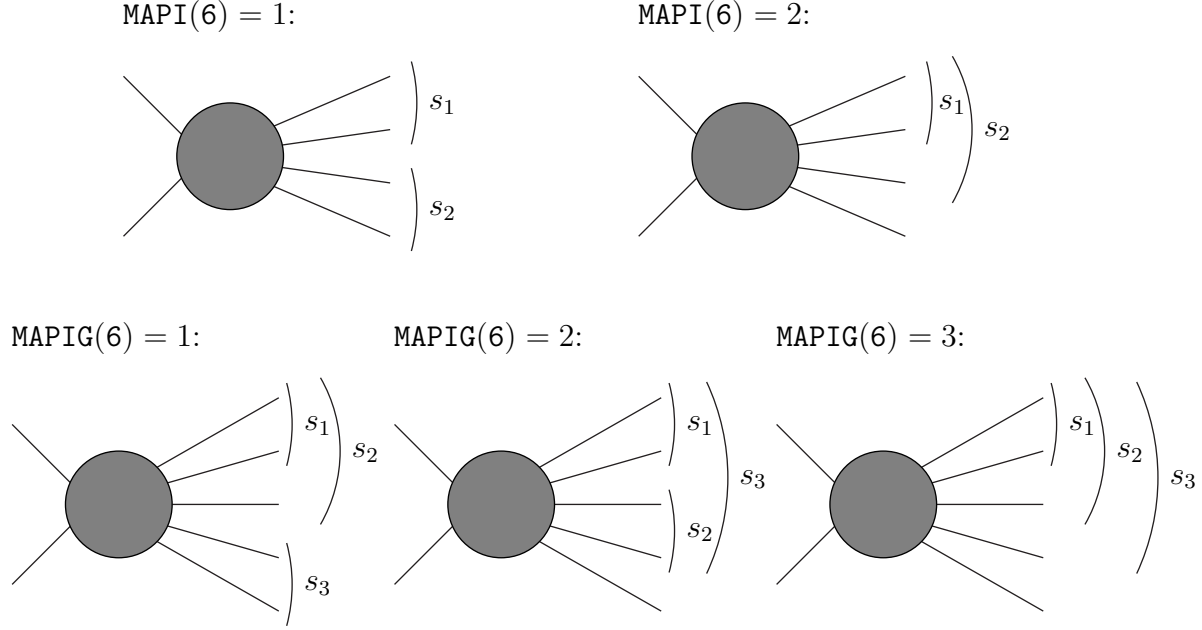 MAPI(6) = 1:
MAPI(6) = 2:
s₁
s₂
s₁
s₂
MAPIG(6) = 1:
MAPIG(6) = 2:
MAPIG(6) = 3:
s₁
s₂
s₃
s₁
s₂
s₃
s₁
s₂
s₃